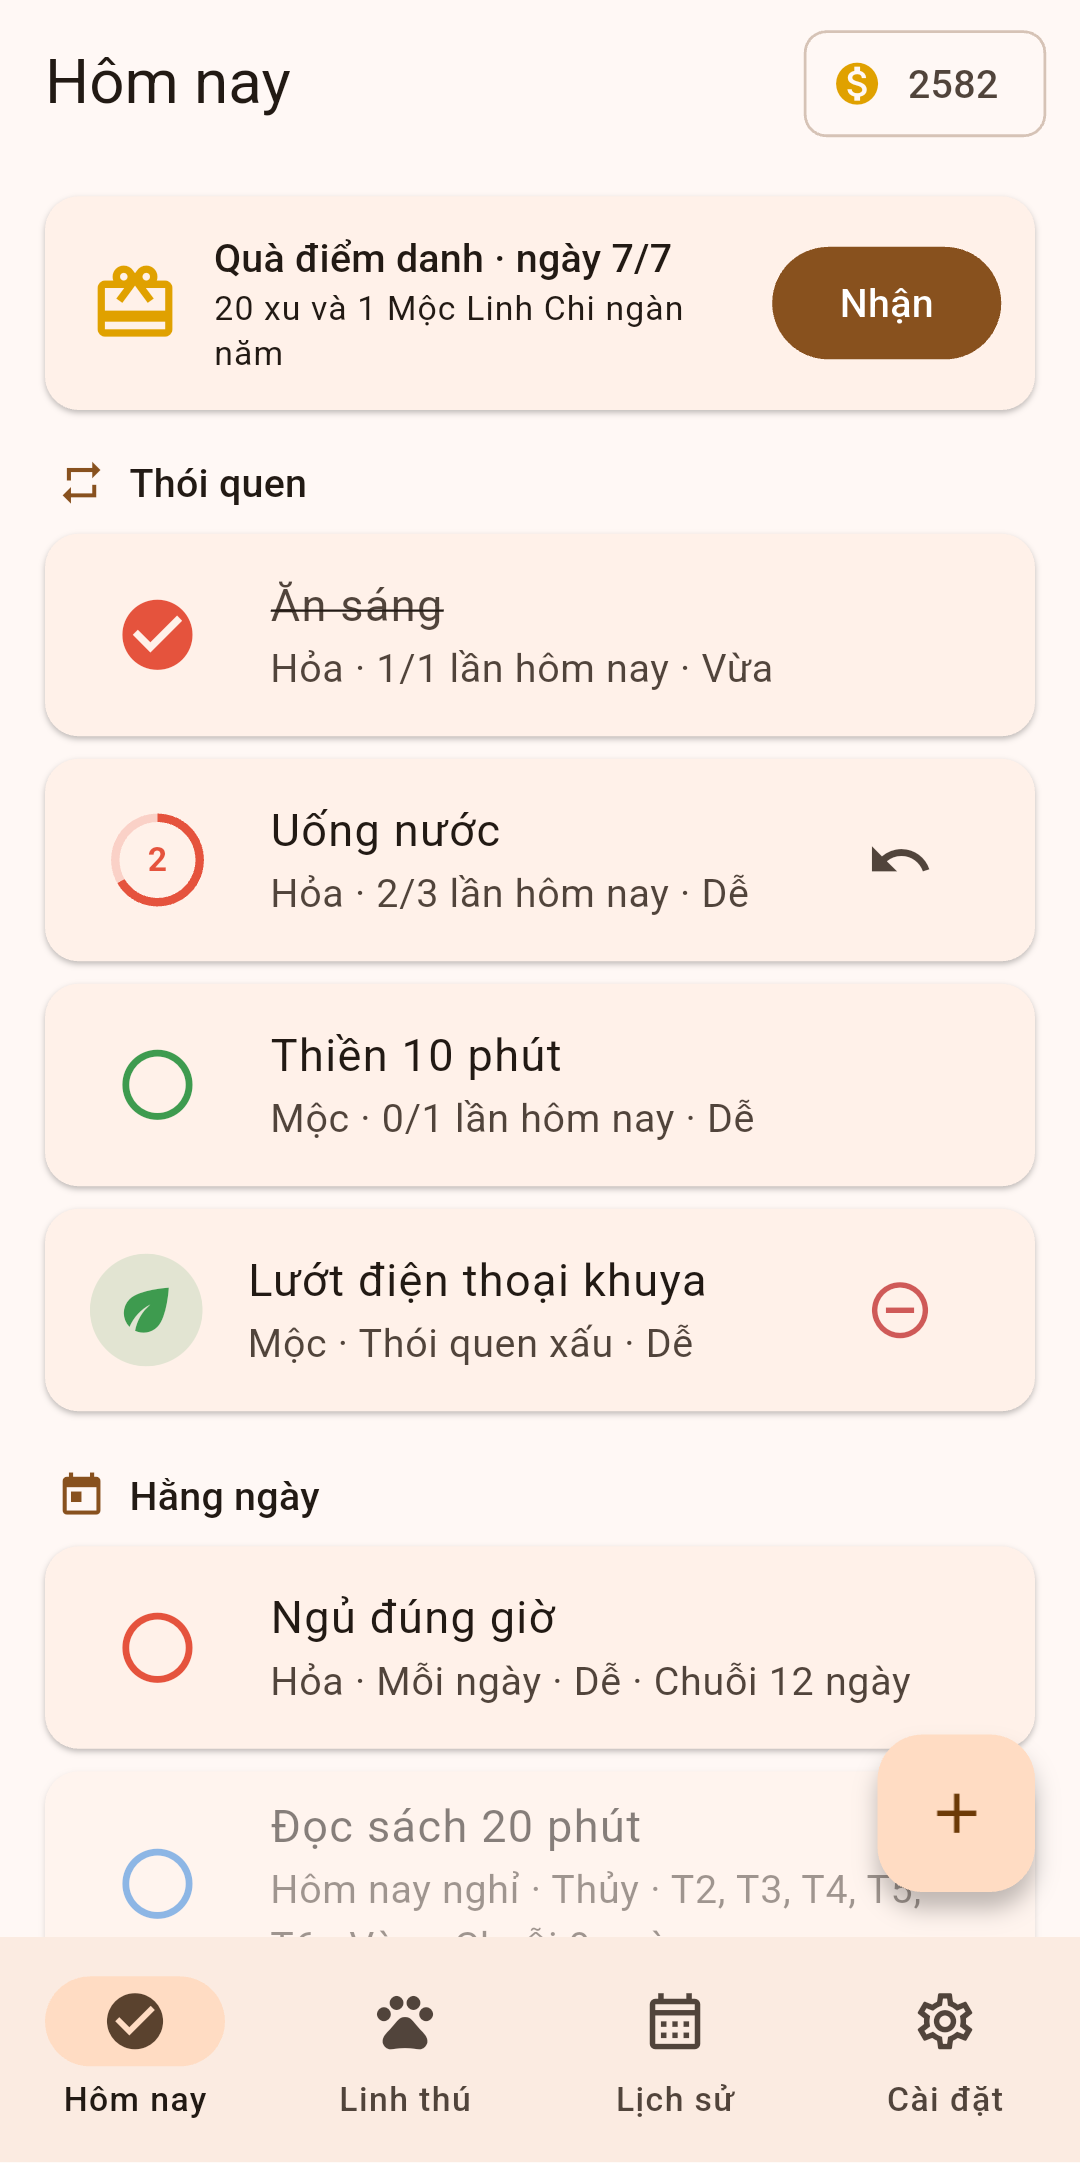 Hôm nay
2582
Quà điểm danh · ngày 7/7
20 xu và 1 Mộc Linh Chi ngàn
năm
Nhận
Thói quen
Ăn sáng
Hỏa · 1/1 lần hôm nay · Vừa
2
Uống nước
Hỏa · 2/3 lần hôm nay · Dễ
Thiền 10 phút
Mộc · 0/1 lần hôm nay · Dễ
Lướt điện thoại khuya
Mộc · Thói quen xấu · Dễ
Hằng ngày
Ngủ đúng giờ
Hỏa · Mỗi ngày · Dễ · Chuỗi 12 ngày
Đọc sách 20 phút
Hôm nay nghỉ · Thủy · T2, T3, T4, T5,
Hôm nay
Linh thú
Lịch sử
Cài đặt